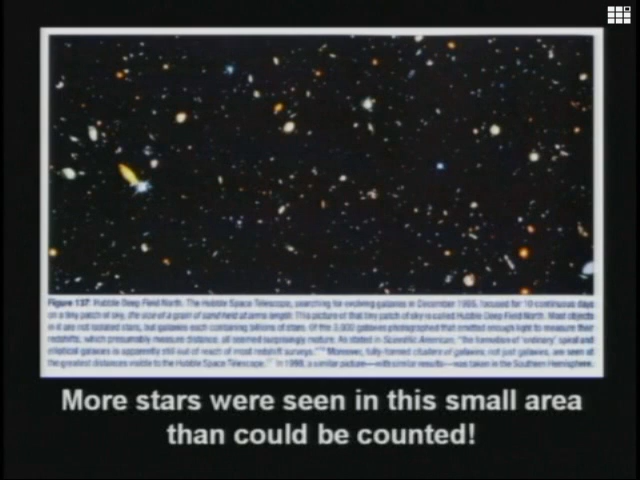 Figure 137: Hubble Deep Field North. The Hubble Space Telescope, searching for evolving galaxies in December 1995, focused for 10 continuous days
on a tiny patch of sky, the size of a grain of sand held at arms length. This picture of that tiny patch of sky is called Hubble Deep Field North. Most objects
in it are not isolated stars, but galaxies each containing billions of stars. Of the 3,000 galaxies photographed that emitted enough light to measure their
redshifts, which presumably measure distance, all seemed surprisingly mature. As stated in Scientific American, "the formation of 'ordinary' spiral and
elliptical galaxies is apparently still out of reach of most redshift surveys." Moreover, fully-formed clusters of galaxies, not just galaxies, are seen at
the greatest distances visible to the Hubble Space Telescope. In 1998, a similar picture—with similar results—was taken in the Southern Hemisphere.
More stars were seen in this small area
than could be counted!